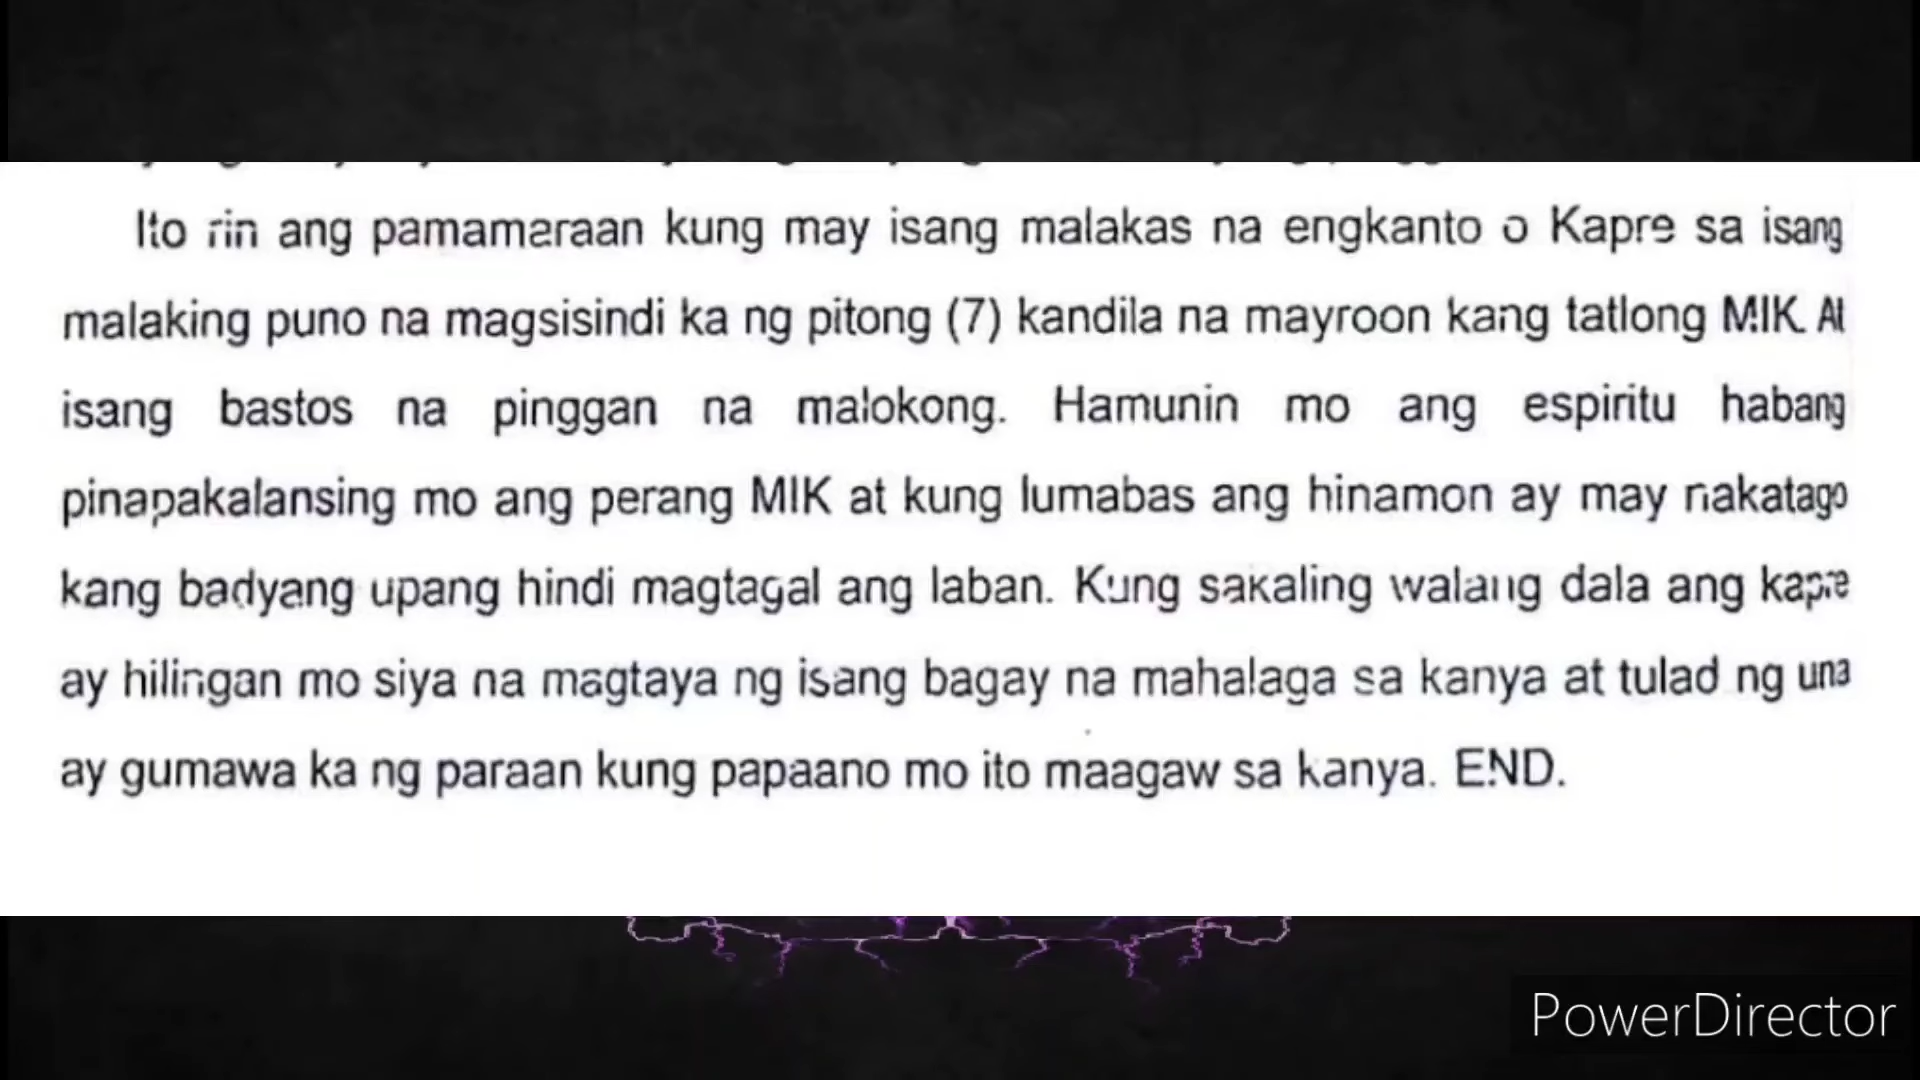 Ito rin ang pamamaraan kung may isang malakas na engkanto o Kapre sa isang
malaking puno na magsisindi ka ng pitong (7) kandila na mayroon kang tatlong MIK. At
isang bastos na pinggan na malokong. Hamunin mo ang espiritu habang
pinapakalansing mo ang perang MIK at kung lumabas ang hinamon ay may nakatago
kang badyang upang hindi magtagal ang laban. Kung sakaling walang dala ang kapre
ay hilingan mo siya na magtaya ng isang bagay na mahalaga sa kanya at tulad ng una
ay gumawa ka ng paraan kung papaano mo ito maagaw sa kanya. END.
PowerDirector